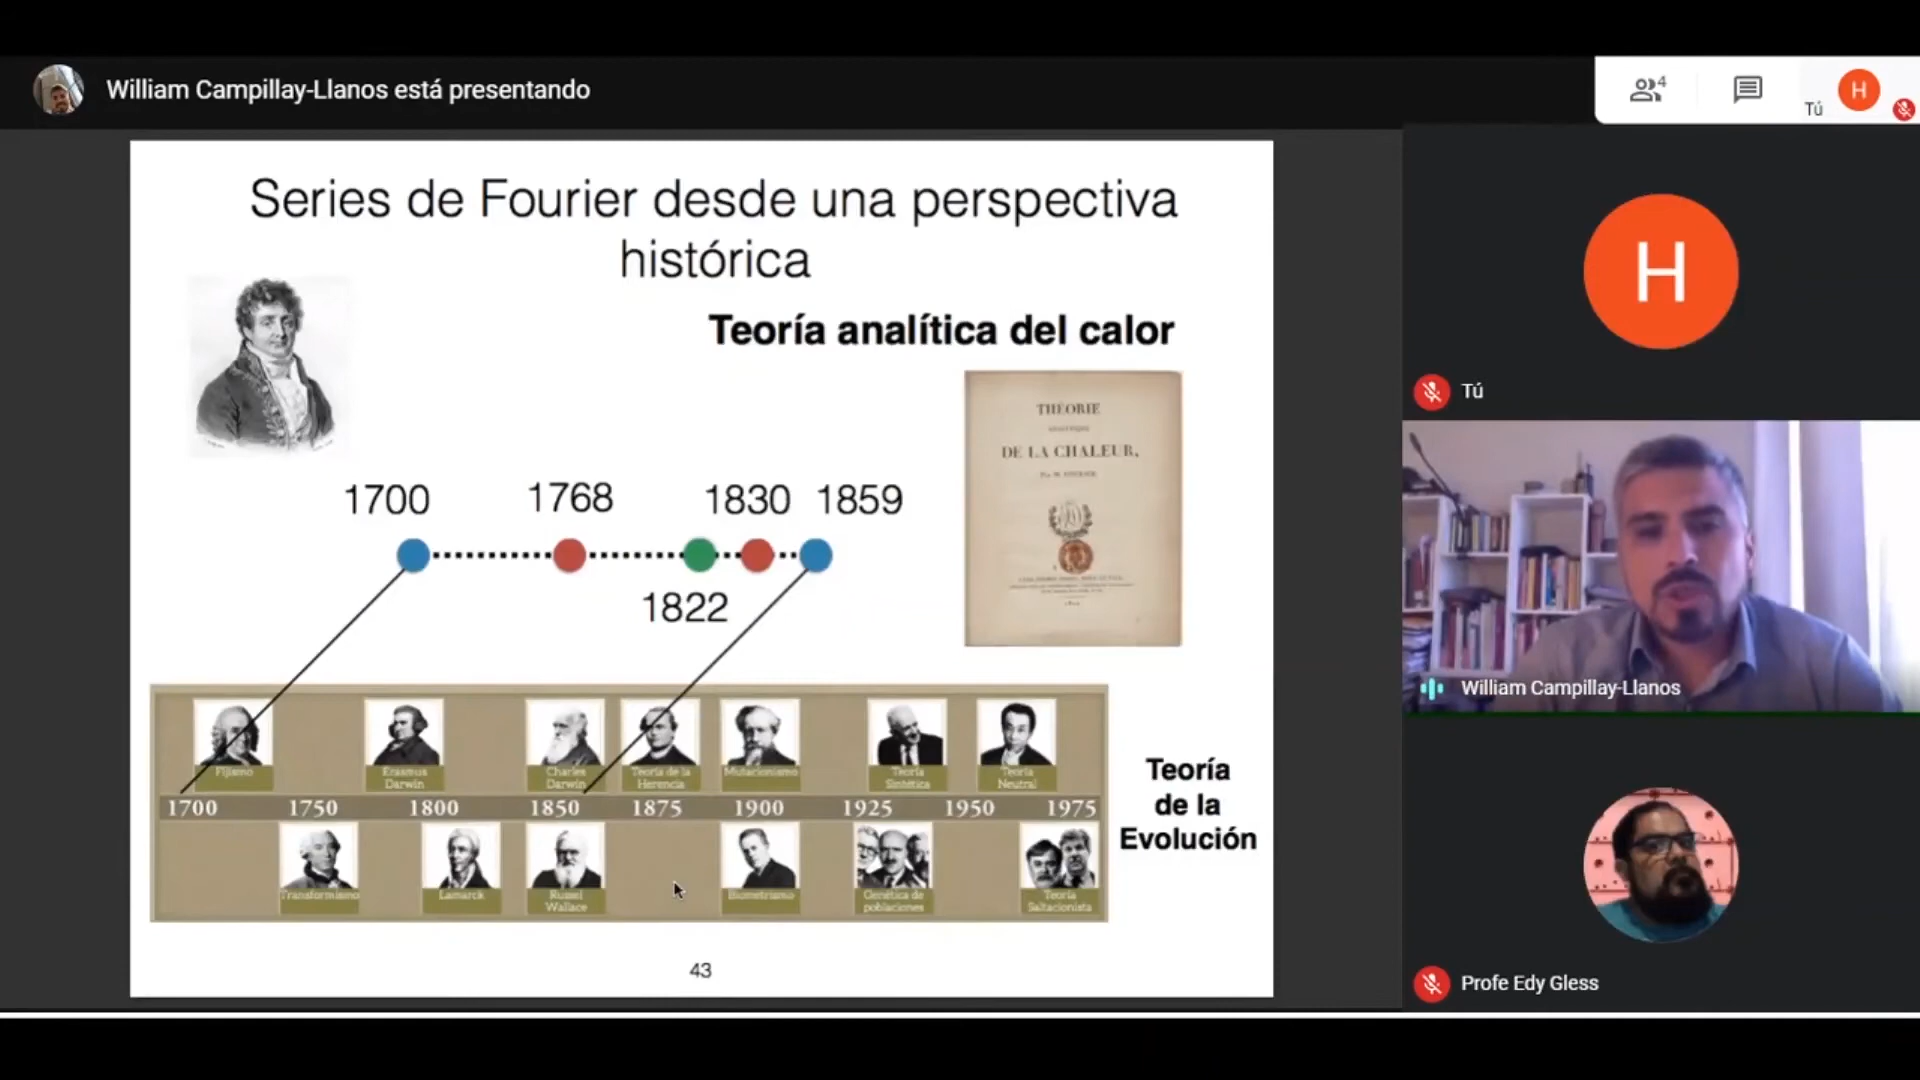 William Campillay-Llanos está presentando
4
Tú
H
Series de Fourier desde una perspectiva
histórica
Teoría analítica del calor
THÉORIE
DE LA CHALEUR,
1700
1768
1830
1859
1822
Fijismo
Erasmus
Darwin
Charles
Darwin
Teoría de la
Herencia
Mutacionismo
Teoría
Sintética
Teoría
Neutral
1700
1750
1800
1850
1875
1900
1925
1950
1975
Transformismo
Lamarck
Russel
Wallace
Biometrismo
Genética de
poblaciones
Teoría
Saltacionista
Teoría
de la
Evolución
43
H
Tú
William Campillay-Llanos
Profe Edy Gless